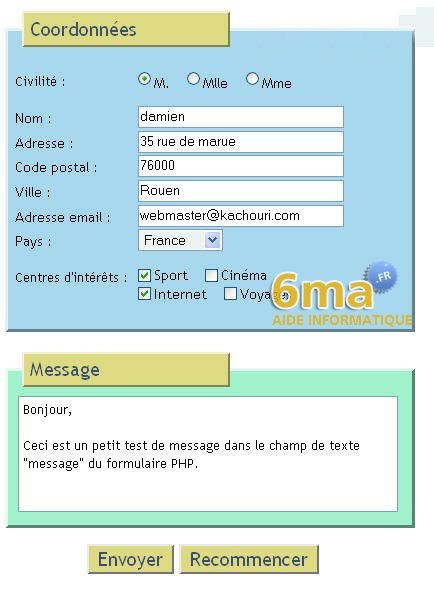 Coordonnées
Civilité : M. Mlle Mme
Nom : damien
Adresse : 35 rue de marue
Code postal : 76000
Ville : Rouen
Adresse email : webmaster@kachouri.com
Pays : France
Centres d'intérêts : Sport Cinéma
Internet Voyages
6ma .FR
AIDE INFORMATIQUE
Message
Bonjour,
Ceci est un petit test de message dans le champ de texte
"message" du formulaire PHP.
Envoyer Recommencer